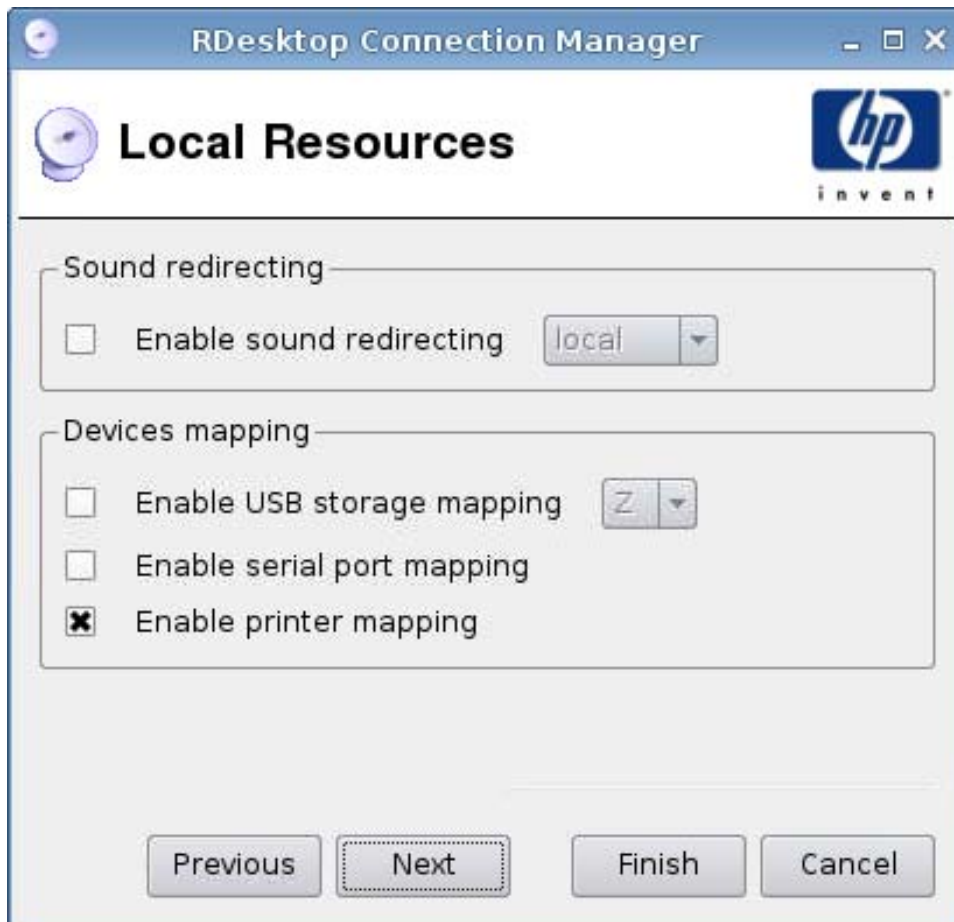 RDesktop Connection Manager
Local Resources
hp
invent
Sound redirecting
Enable sound redirecting local
Devices mapping
Enable USB storage mapping Z
Enable serial port mapping
Enable printer mapping
Previous Next Finish Cancel